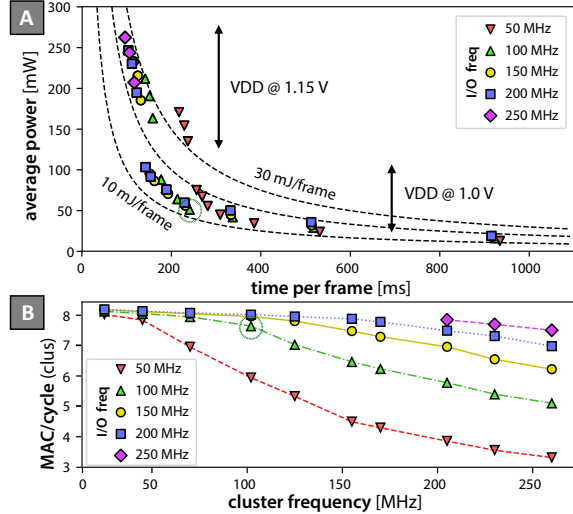 A
300
250
200
150
100
50
0
average power
[mW]
VDD @ 1.15 V
30 mJ/frame
10 mJ/frame
VDD @ 1.0 V
I/O freq
50 MHz
100 MHz
150 MHz
200 MHz
250 MHz
0
200
400
600
800
1000
time per frame [ms]
B
8
7
6
5
4
3
MAC/cycle (clus)
I/O freq
50 MHz
100 MHz
150 MHz
200 MHz
250 MHz
0
50
100
150
200
250
cluster frequency [MHz]